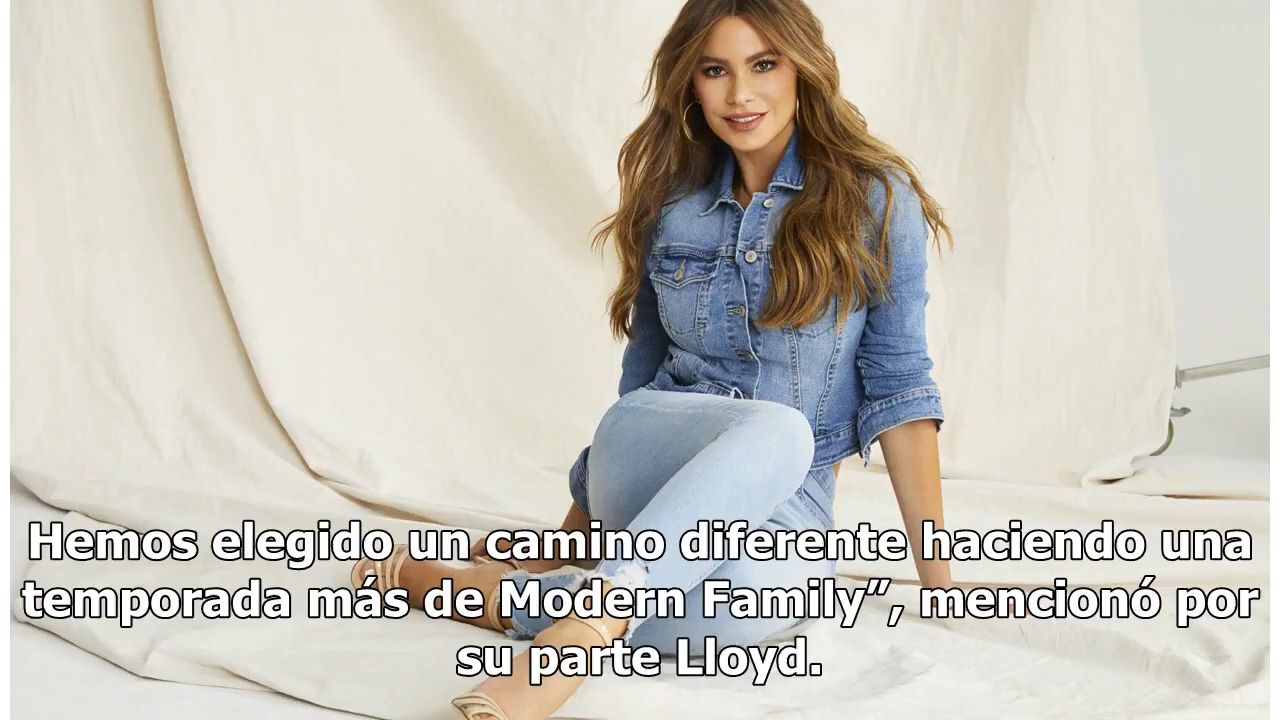 Hemos elegido un camino diferente haciendo una
temporada más de Modern Family”, mencionó por
su parte Lloyd.